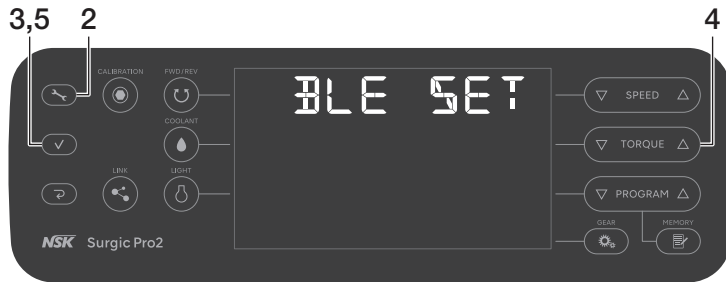 3,5 2 4
CALIBRATION FWD/REV
BLE SET
SPEED
COOLANT
TORQUE
LINK LIGHT
PROGRAM
GEAR MEMORY
NSK Surgic Pro2